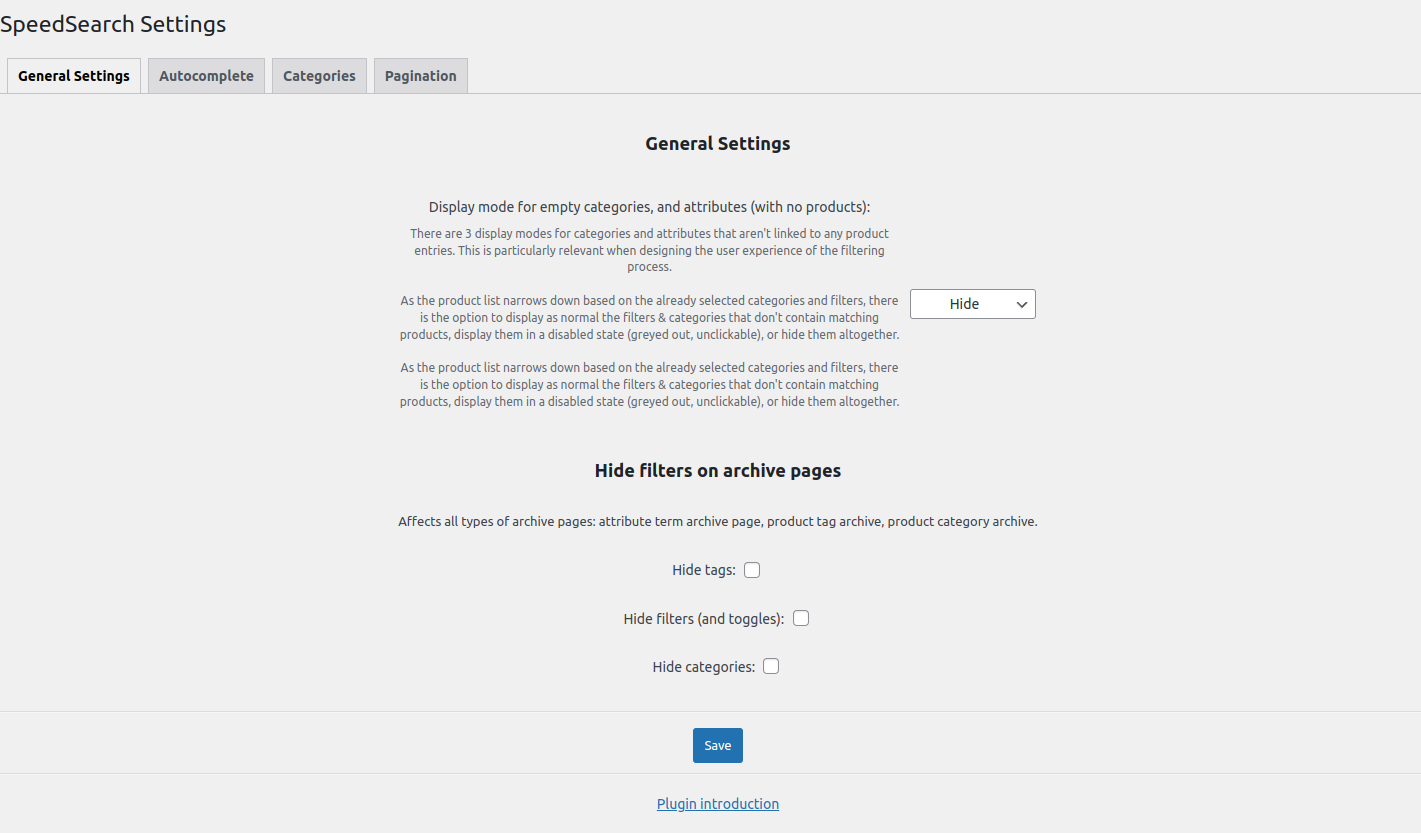 SpeedSearch Settings
General Settings
Autocomplete
Categories
Pagination
General Settings
Display mode for empty categories, and attributes (with no products):
There are 3 display modes for categories and attributes that aren't linked to any product
entries. This is particularly relevant when designing the user experience of the filtering
process.
As the product list narrows down based on the already selected categories and filters, there
is the option to display as normal the filters & categories that don't contain matching
products, display them in a disabled state (greyed out, unclickable), or hide them altogether.
Hide
As the product list narrows down based on the already selected categories and filters, there
is the option to display as normal the filters & categories that don't contain matching
products, display them in a disabled state (greyed out, unclickable), or hide them altogether.
Hide filters on archive pages
Affects all types of archive pages: attribute term archive page, product tag archive, product category archive.
Hide tags:
Hide filters (and toggles):
Hide categories:
Save
Plugin introduction